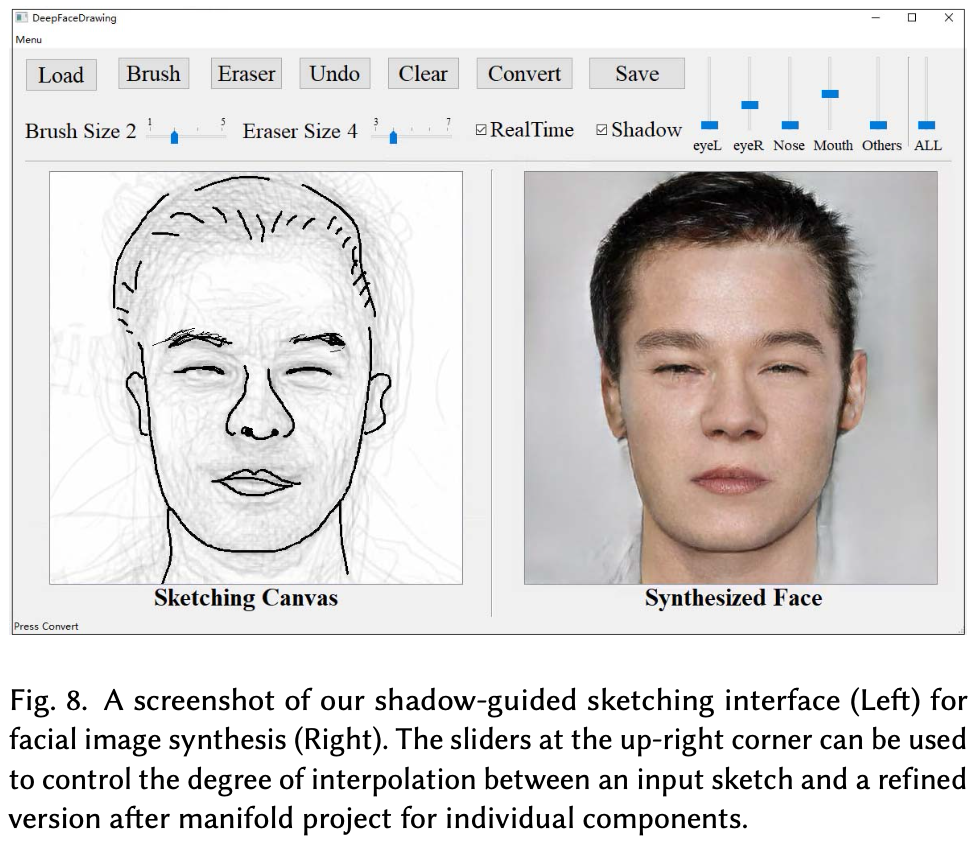 DeepFaceDrawing
Menu
Load Brush Eraser Undo Clear Convert Save
Brush Size 2 1 5 Eraser Size 4 3 7 RealTime Shadow
eyeL eyeR Nose Mouth Others ALL
Sketching Canvas Synthesized Face
Press Convert
Fig. 8. A screenshot of our shadow-guided sketching interface (Left) for
facial image synthesis (Right). The sliders at the up-right corner can be used
to control the degree of interpolation between an input sketch and a refined
version after manifold project for individual components.